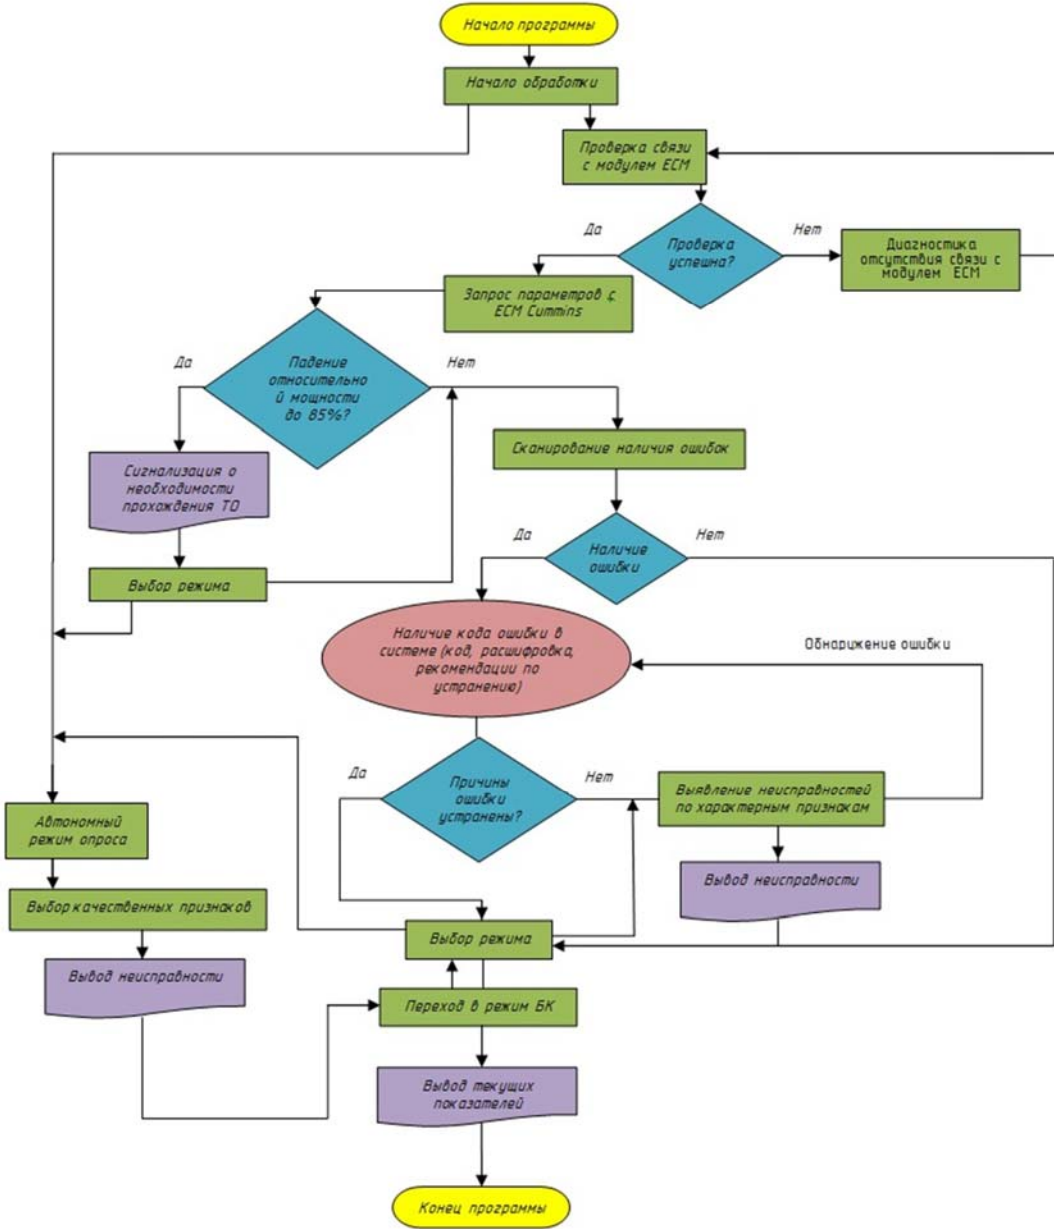 Начало программы
Начало обработки
Проверка связи
с модулем ECM
Да
Проверка
успешна?
Нет
Диагностика
отсутствия связи с
модулем ECM
Запрос параметров с
ECM Cummins
Да
Падение
относительно
й мощности
до 85%?
Нет
Сканирование наличия ошибок
Сигнализация о
необходимости
прохождения ТО
Да
Наличие
ошибки
Нет
Выбор режима
Наличие кода ошибки в
системе (код, расшифровка,
рекомендации по
устранению)
Обнаружение ошибки
Да
Причины
ошибки
устранены?
Нет
Выявление неисправностей
по характерным признакам
Автономный
режим опроса
Вывод неисправности
Выбор качественных признаков
Выбор режима
Вывод неисправности
Переход в режим БК
Вывод текущих
показателей
Конец программы